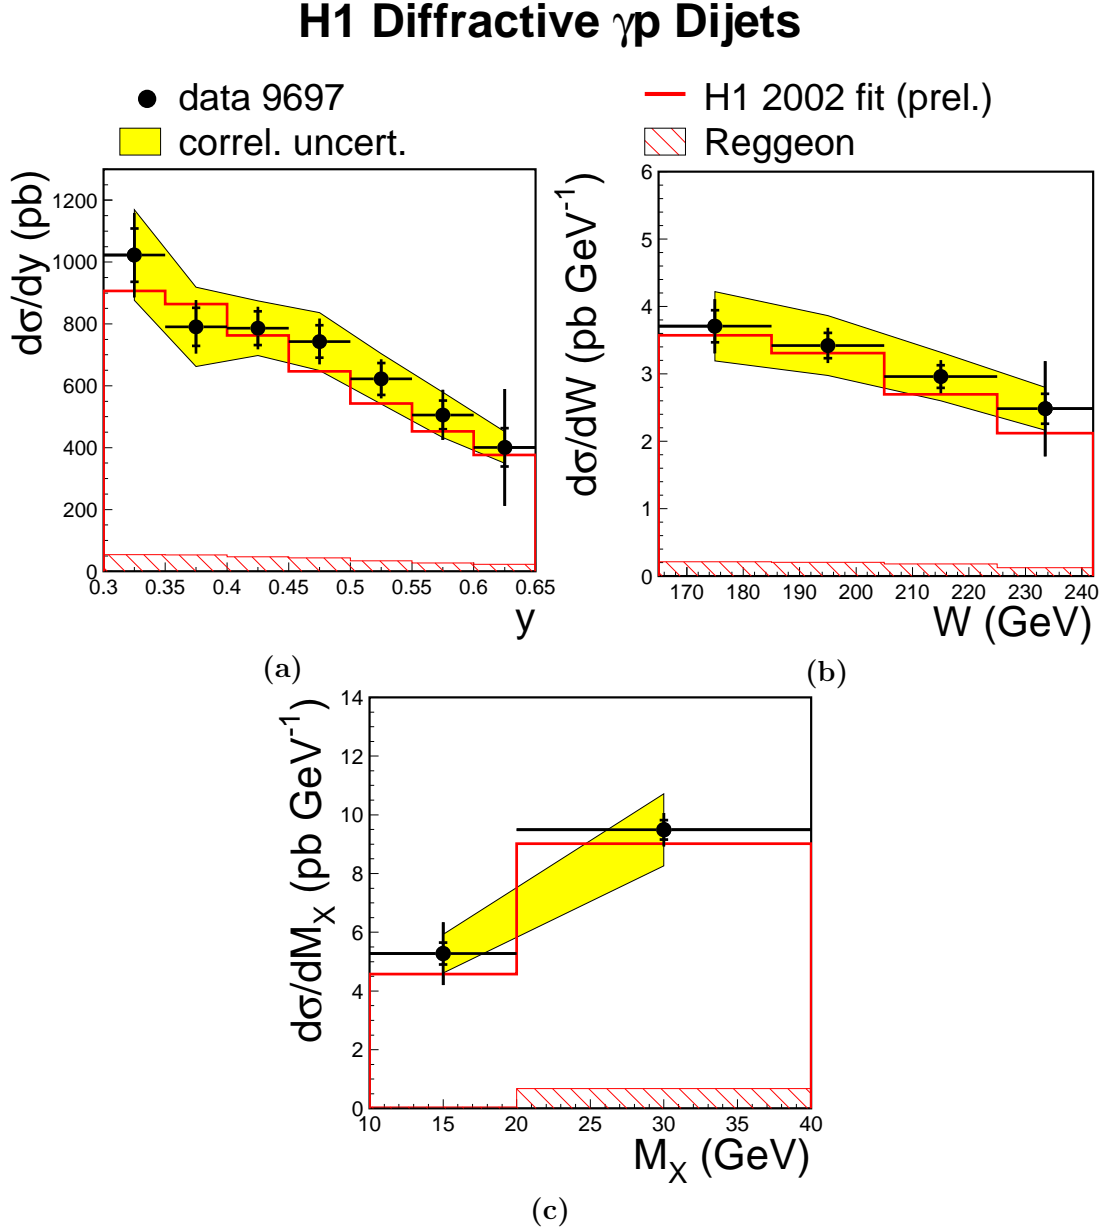 H1 Diffractive γp Dijets
data 9697
correl. uncert.
H1 2002 fit (prel.)
Reggeon
dσ/dy (pb)
1200
1000
800
600
400
200
0
0.3 0.35 0.4 0.45 0.5 0.55 0.6 0.65
y
(a)
dσ/dW (pb GeV⁻¹)
6
5
4
3
2
1
0
170 180 190 200 210 220 230 240
W (GeV)
(b)
dσ/dM_X (pb GeV⁻¹)
14
12
10
8
6
4
2
0
10 15 20 25 30 35 40
M_X (GeV)
(c)